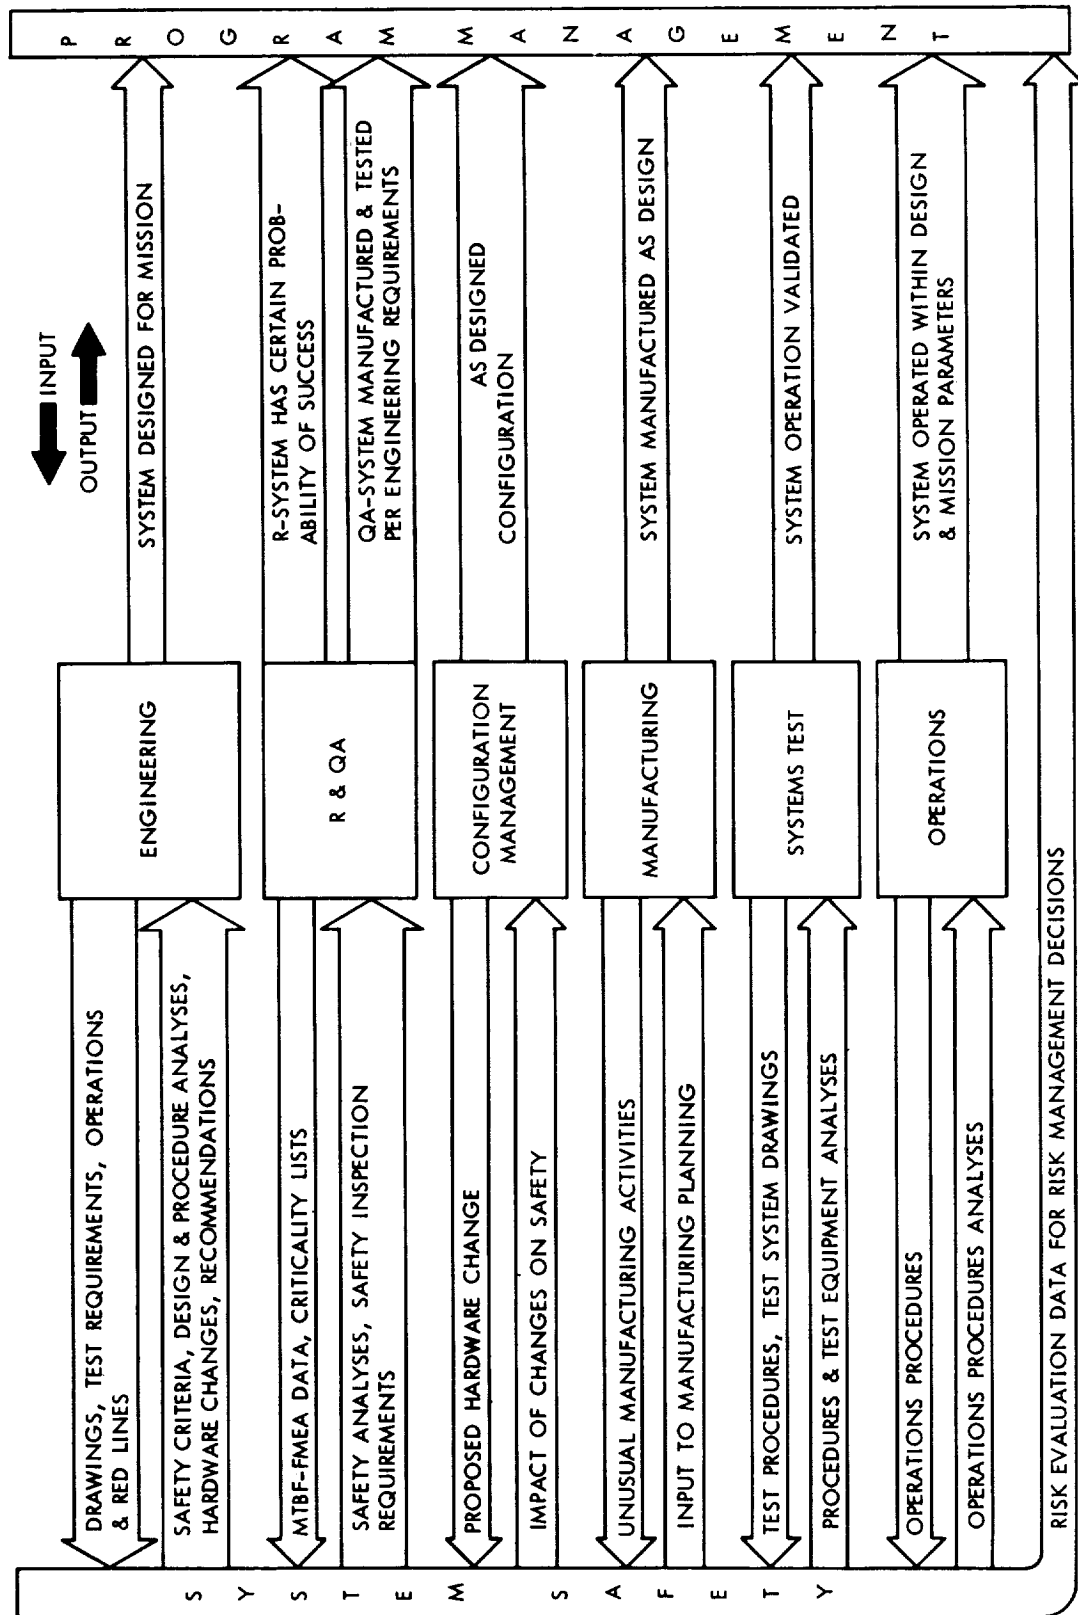 INPUT
OUTPUT
PROGRAM MANAGEMENT
SYSTEM SAFETY
DRAWINGS, TEST REQUIREMENTS, OPERATIONS
& RED LINES
ENGINEERING
SYSTEM DESIGNED FOR MISSION
SAFETY CRITERIA, DESIGN & PROCEDURE ANALYSES,
HARDWARE CHANGES, RECOMMENDATIONS
MTBF-FMEA DATA, CRITICALITY LISTS
R & QA
R-SYSTEM HAS CERTAIN PROB-
ABILITY OF SUCCESS
SAFETY ANALYSES, SAFETY INSPECTION
REQUIREMENTS
QA-SYSTEM MANUFACTURED & TESTED
PER ENGINEERING REQUIREMENTS
PROPOSED HARDWARE CHANGE
CONFIGURATION
MANAGEMENT
AS DESIGNED
CONFIGURATION
IMPACT OF CHANGES ON SAFETY
UNUSUAL MANUFACTURING ACTIVITIES
MANUFACTURING
SYSTEM MANUFACTURED AS DESIGN
INPUT TO MANUFACTURING PLANNING
TEST PROCEDURES, TEST SYSTEM DRAWINGS
SYSTEMS TEST
SYSTEM OPERATION VALIDATED
PROCEDURES & TEST EQUIPMENT ANALYSES
OPERATIONS PROCEDURES
OPERATIONS
SYSTEM OPERATED WITHIN DESIGN
& MISSION PARAMETERS
OPERATIONS PROCEDURES ANALYSES
RISK EVALUATION DATA FOR RISK MANAGEMENT DECISIONS